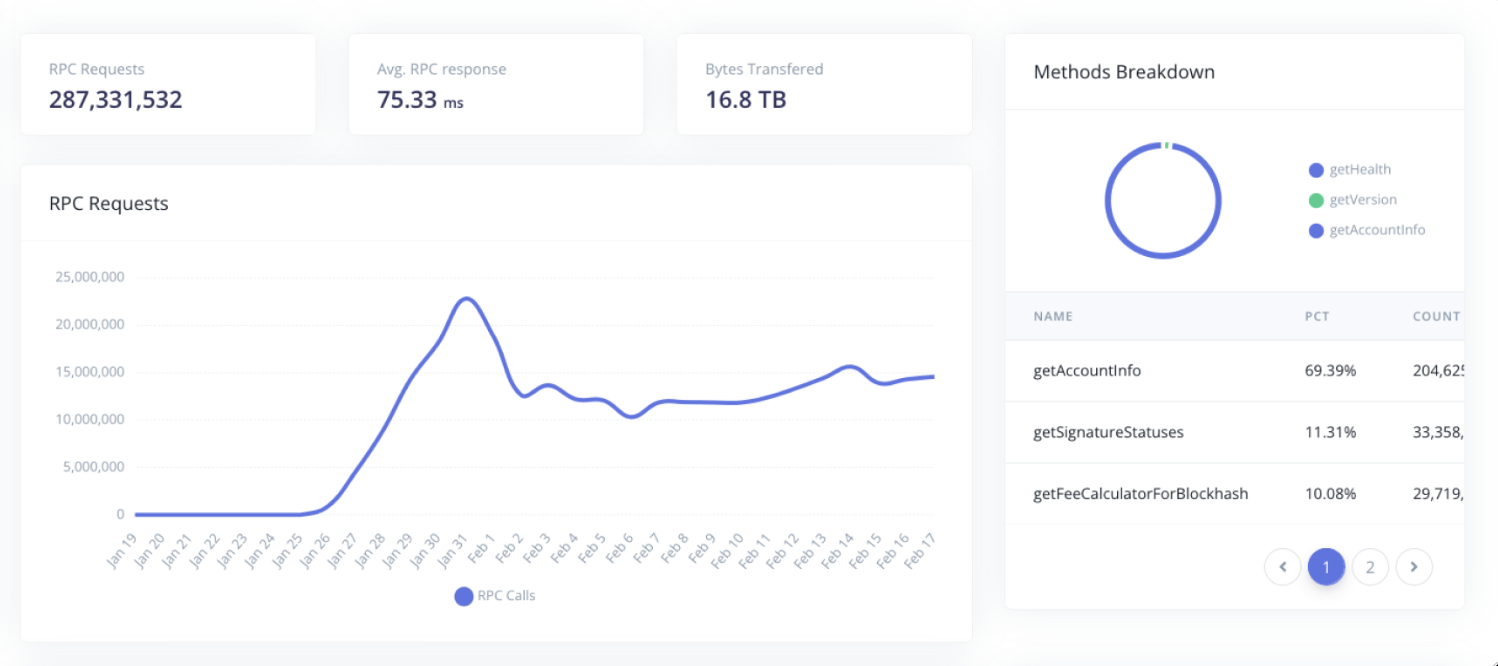 RPC Requests
287,331,532
Avg. RPC response
75.33 ms
Bytes Transfered
16.8 TB
RPC Requests
25,000,000
20,000,000
15,000,000
10,000,000
5,000,000
0
Jan 19 Jan 20 Jan 21 Jan 22 Jan 23 Jan 24 Jan 25 Jan 26 Jan 27 Jan 28 Jan 29 Jan 30 Jan 31 Feb 1 Feb 2 Feb 3 Feb 4 Feb 5 Feb 6 Feb 7 Feb 8 Feb 9 Feb 10 Feb 11 Feb 12 Feb 13 Feb 14 Feb 15 Feb 16 Feb 17
RPC Calls
Methods Breakdown
getHealth
getVersion
getAccountInfo
NAME PCT COUNT
getAccountInfo 69.39% 204,625
getSignatureStatuses 11.31% 33,358,
getFeeCalculatorForBlockhash 10.08% 29,719,
1 2